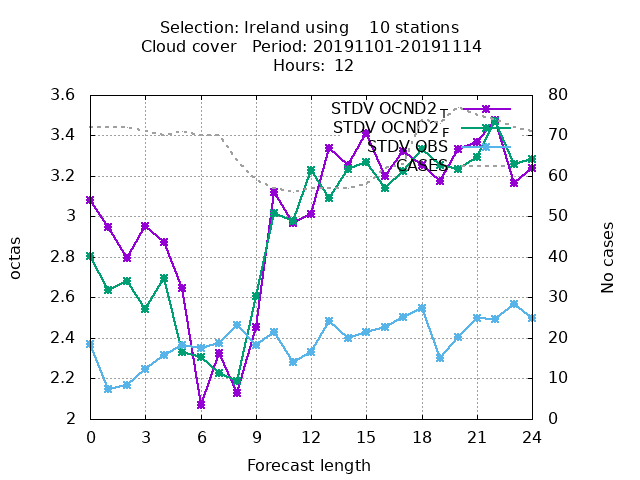 Selection: Ireland using    10 stations
Cloud cover   Period: 20191101-20191114
Hours:  12
3.6
3.4
3.2
3
2.8
2.6
2.4
2.2
2
octas
80
70
60
50
40
30
20
10
0
No cases
STDV OCND2 T
STDV OCND2 F
STDV OBS
CASES
0 3 6 9 12 15 18 21 24
Forecast length